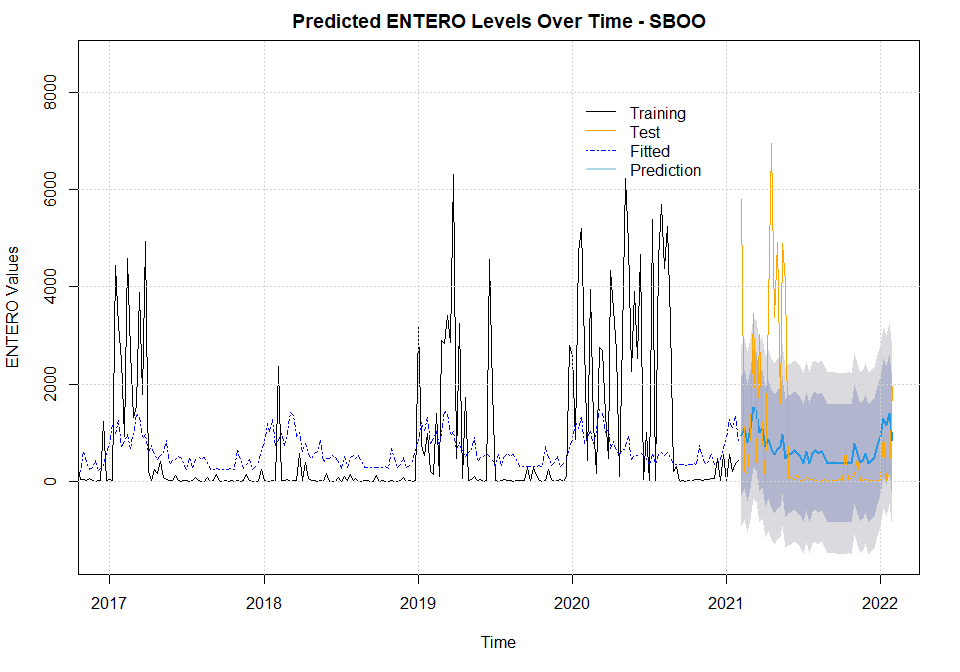 Predicted ENTERO Levels Over Time - SBOO
ENTERO Values
8000
6000
4000
2000
0
Training
Test
Fitted
Prediction
2017 2018 2019 2020 2021 2022
Time